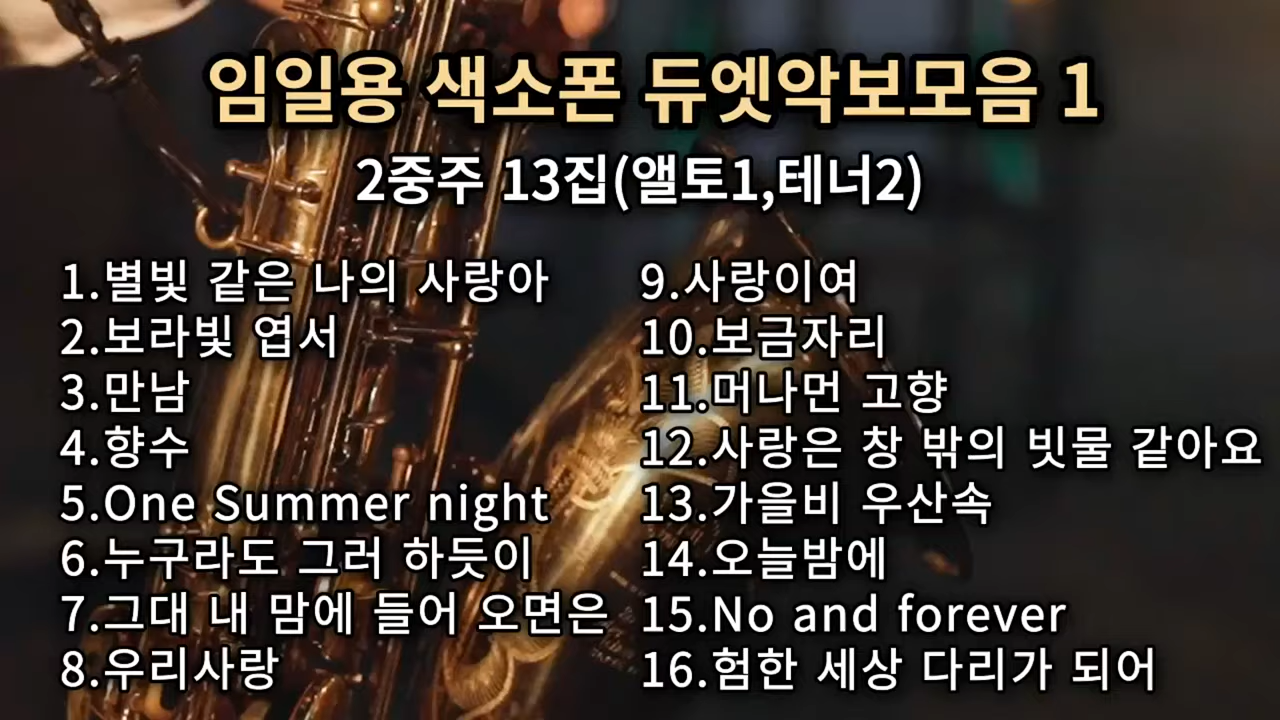 임일용 색소폰 듀엣악보모음 1
2중주 13집(앨토1,테너2)
1.별빛 같은 나의 사랑아
2.보라빛 엽서
3.만남
4.향수
5.One Summer night
6.누구라도 그러 하듯이
7.그대 내 맘에 들어 오면은
8.우리사랑
9.사랑이여
10.보금자리
11.머나먼 고향
12.사랑은 창 밖의 빗물 같아요
13.가을비 우산속
14.오늘밤에
15.No and forever
16.험한 세상 다리가 되어